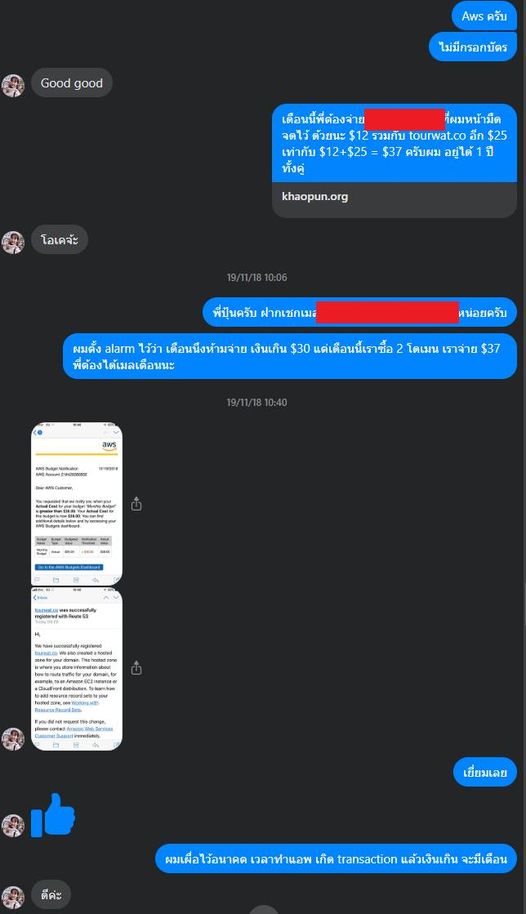 Aws ครับ
ไม่มีกรอกบัตร
Good good
เดือนนี้พี่ต้องจ่าย ที่ผมหน้ามืด
จดไว้ ด้วยนะ $12 รวมกับ tourwat.co อีก $25
เท่ากับ $12+$25 = $37 ครับผม อยู่ได้ 1 ปี
ทั้งคู่
khaopun.org
โอเคจ้ะ
19/11/18 10:06
พี่ปุ้นครับ ฝากเชกเมล หน่อยครับ
ผมตั้ง alarm ไว้ว่า เดือนนึงห้ามจ่าย เงินเกิน $30 แต่เดือนนี้เราซื้อ 2 โดเมน เราจ่าย $37
พี่ต้องได้เมลเตือนนะ
19/11/18 10:40
aws
AWS Budget Notification
Dear AWS Customer,
You requested that we notify you when your
Actual Cost for your budget "Monthly Budget"
is greater than
this budget is now
additional details below and by accessing your
AWS Budgets dashboard.
Go to the AWS Budgets Dashboard
Inbox
tourwat.co was successfully
registered with Route 53
Hi,
We have successfully registered
tourwat.co. We also created a hosted
zone for your domain. This hosted zone
is where you store information about
how to route traffic for your domain, for
example, to an Amazon EC2 instance or
a CloudFront distribution. To learn how
to add resource record sets to your
hosted zone, see Working with
Resource Record Sets.
If you did not request this change,
please contact Amazon Web Services
Customer Support immediately.
เยี่ยมเลย
ผมเผื่อไว้อนาคต เวลาทำแอพ เกิด transaction แล้วเงินเกิน จะมีเตือน
ดีค่ะ